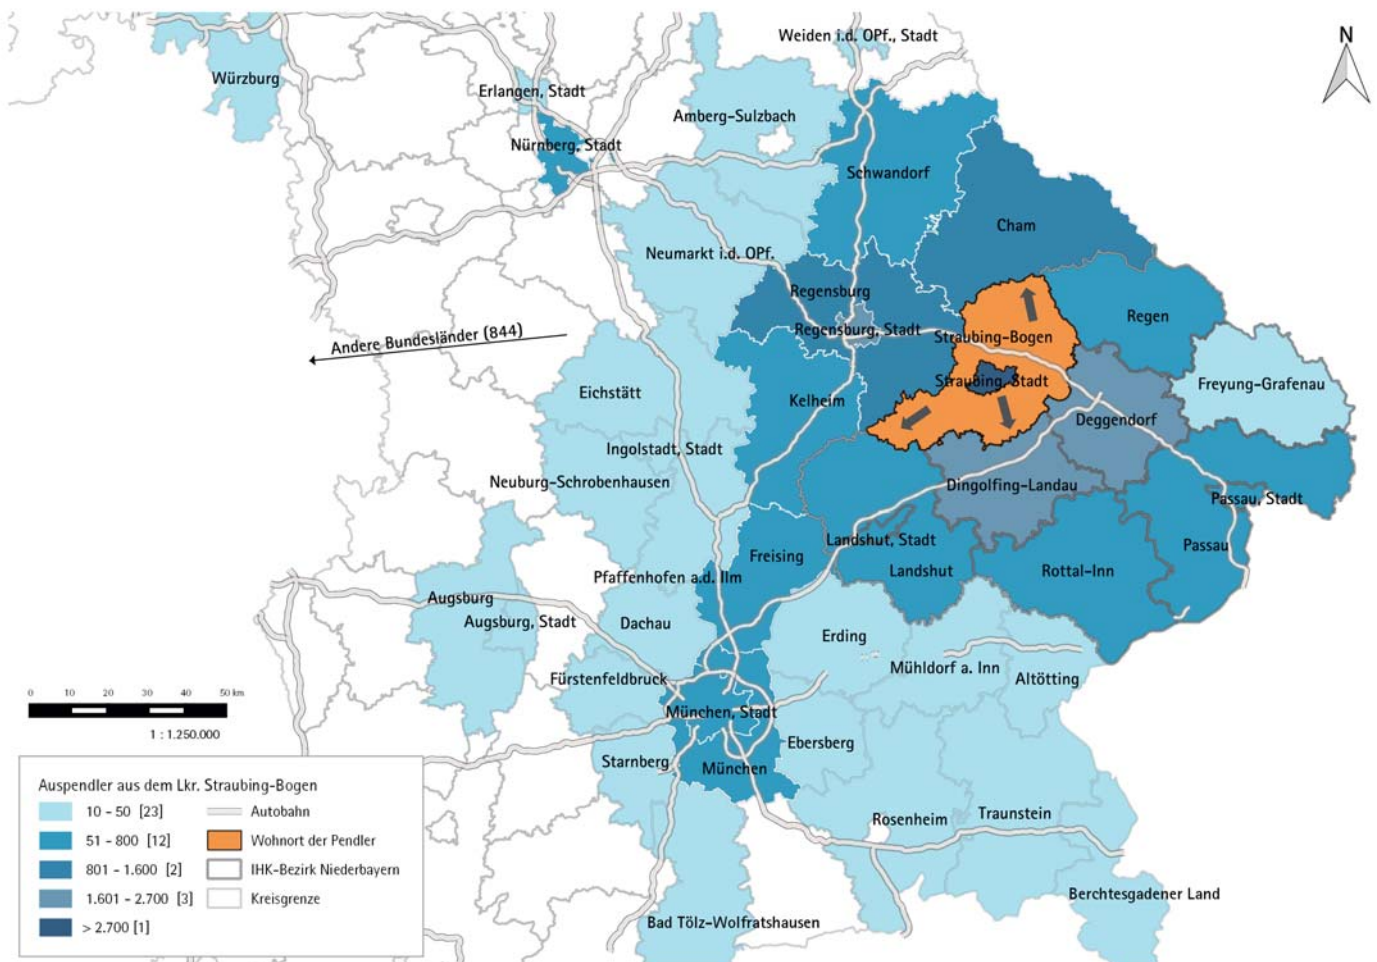 Weiden i.d. OPf., Stadt
N
Würzburg
Erlangen, Stadt
Amberg-Sulzbach
Nürnberg, Stadt
Schwandorf
Cham
Neumarkt i.d. OPf.
Regensburg
Regen
Regensburg, Stadt
Straubing-Bogen
Andere Bundesländer (844)
Straubing, Stadt
Freyung-Grafenau
Eichstätt
Kelheim
Deggendorf
Ingolstadt, Stadt
Neuburg-Schrobenhausen
Dingolfing-Landau
Passau, Stadt
Landshut, Stadt
Passau
Freising
Landshut
Rottal-Inn
Pfaffenhofen a.d. Ilm
Augsburg
Augsburg, Stadt
Dachau
Erding
Mühldorf a. Inn
Altötting
Fürstenfeldbruck
München, Stadt
Ebersberg
Starnberg
München
Rosenheim
Traunstein
Berchtesgadener Land
Bad Tölz-Wolfratshausen
0 10 20 30 40 50 km
1 : 1.250.000
Auspendler aus dem Lkr. Straubing-Bogen
10 - 50 [23] Autobahn
51 - 800 [12] Wohnort der Pendler
801 - 1.600 [2] IHK-Bezirk Niederbayern
1.601 - 2.700 [3] Kreisgrenze
> 2.700 [1]